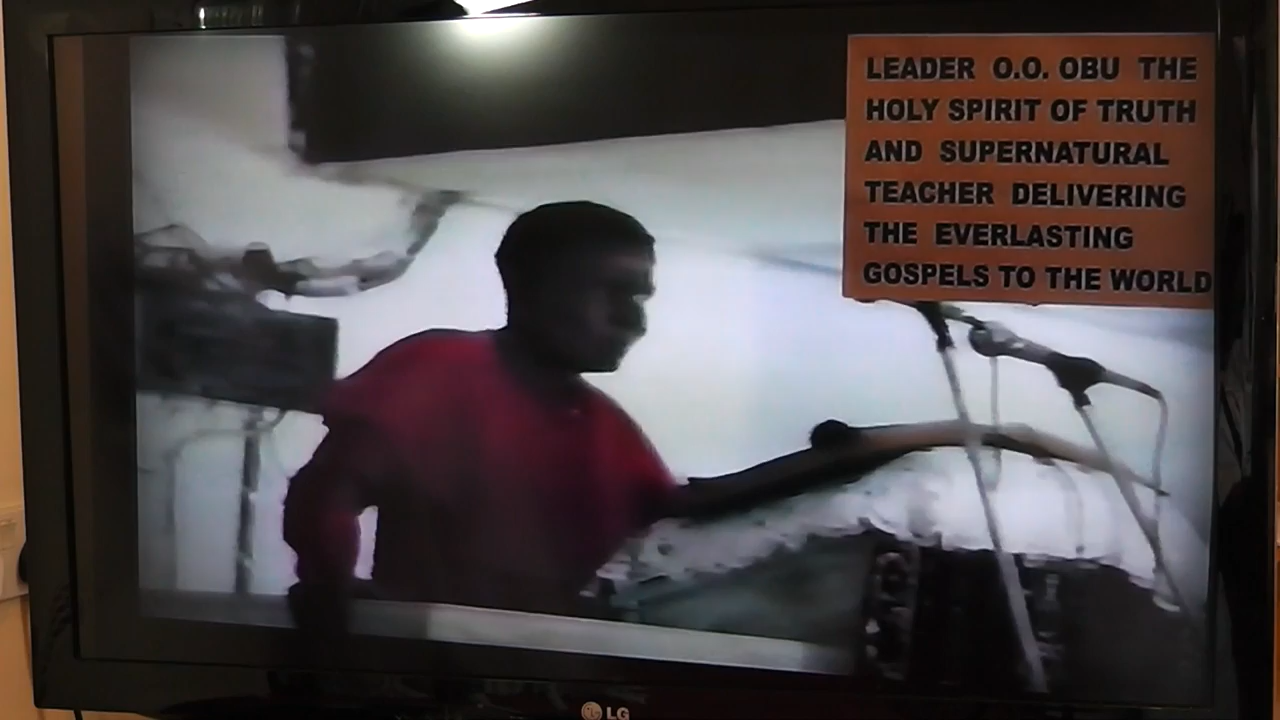 LEADER O.O. OBU THE
HOLY SPIRIT OF TRUTH
AND SUPERNATURAL
TEACHER DELIVERING
THE EVERLASTING
GOSPELS TO THE WORLD
LG